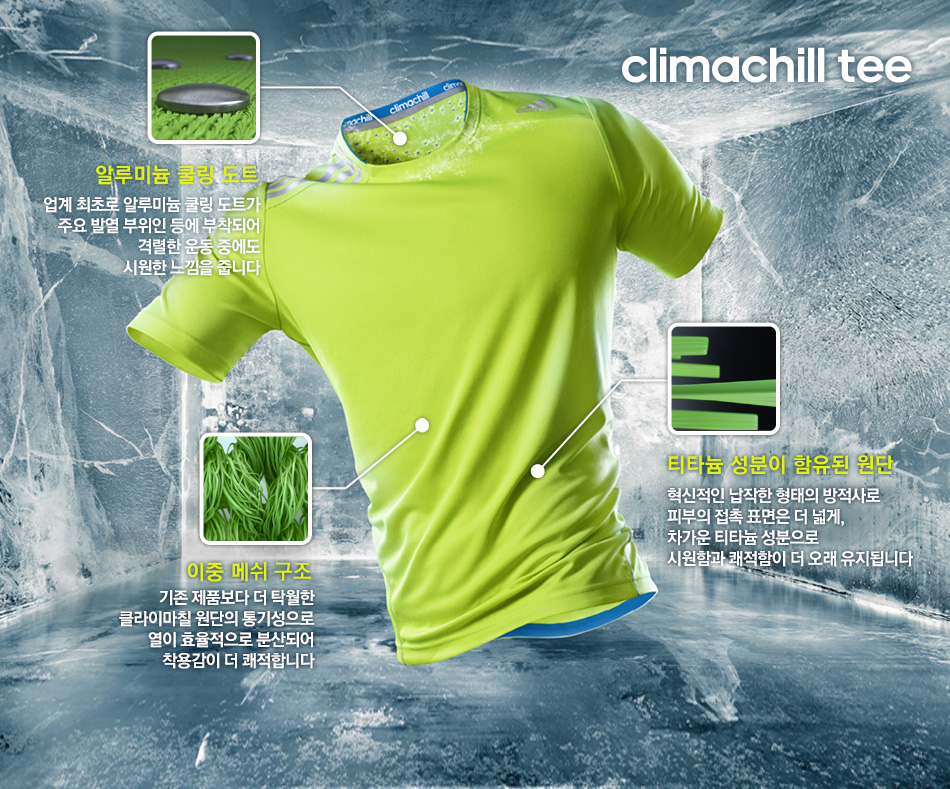 climachill tee
climachill
알루미늄 쿨링 도트
업계 최초로 알루미늄 쿨링 도트가
주요 발열 부위인 등에 부착되어
격렬한 운동 중에도
시원한 느낌을 줍니다
티타늄 성분이 함유된 원단
혁신적인 납작한 형태의 방적사로
피부의 접촉 표면은 더 넓게,
차가운 티타늄 성분으로
시원함과 쾌적함이 더 오래 유지됩니다
이중 메쉬 구조
기존 제품보다 더 탁월한
클라이마칠 원단의 통기성으로
열이 효율적으로 분산되어
착용감이 더 쾌적합니다